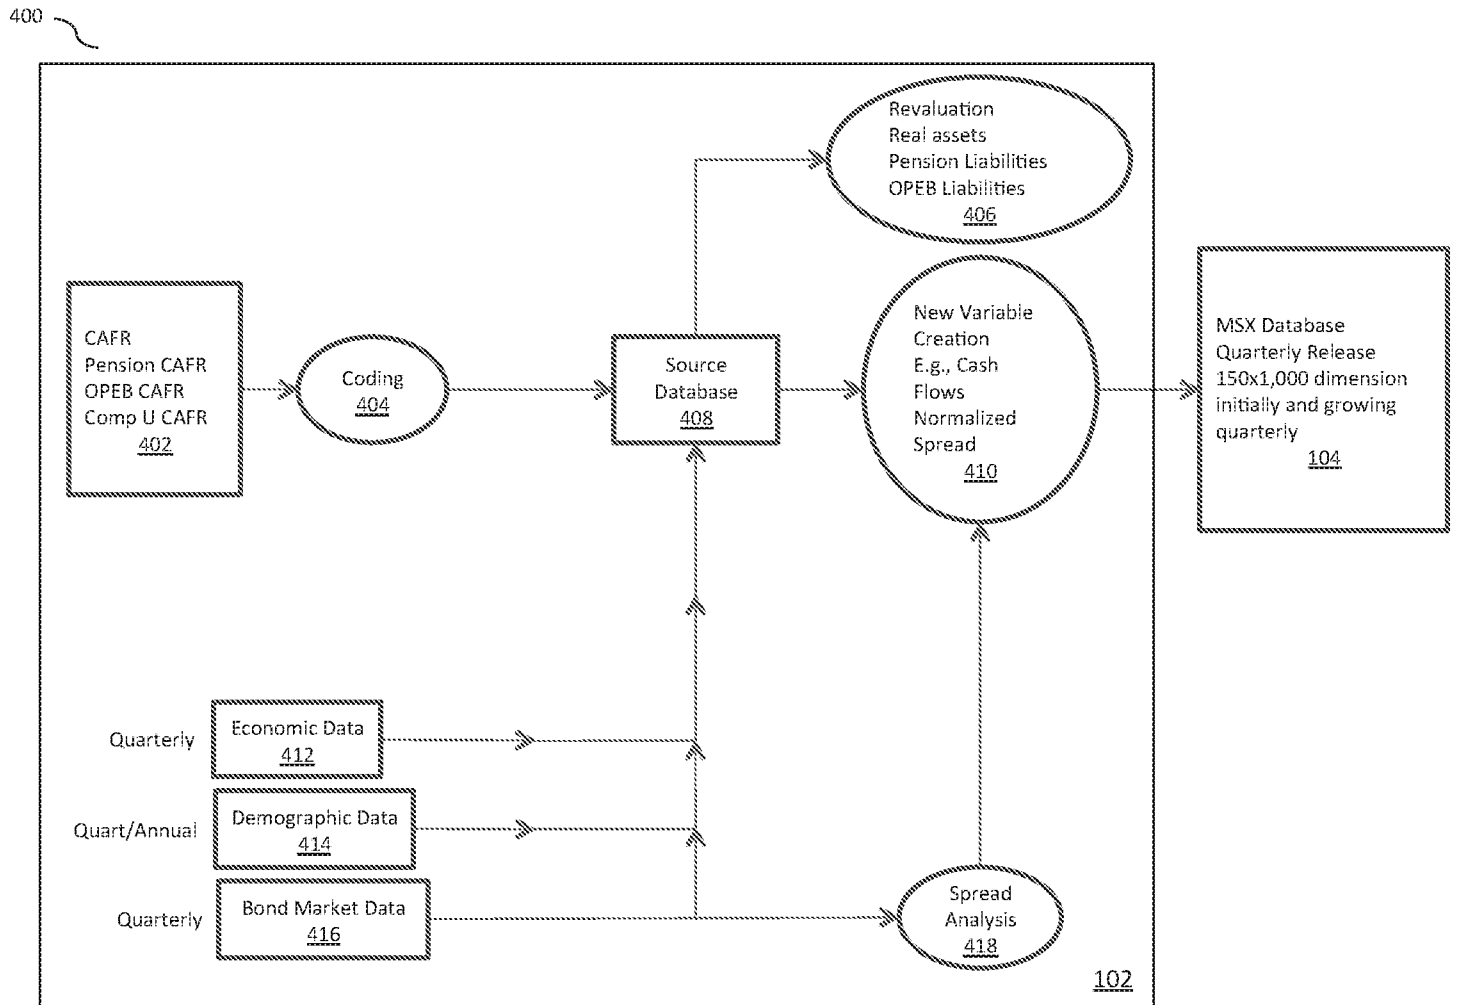 400
Revaluation
Real assets
Pension Liabilities
OPEB Liabilities
406
CAFR
Pension CAFR
OPEB CAFR
Comp U CAFR
402
Coding
404
Source
Database
408
New Variable
Creation
E.g., Cash
Flows
Normalized
Spread
410
MSX Database
Quarterly Release
150x1,000 dimension
initially and growing
quarterly
104
Quarterly
Economic Data
412
Quart/Annual
Demographic Data
414
Quarterly
Bond Market Data
416
Spread
Analysis
418
102